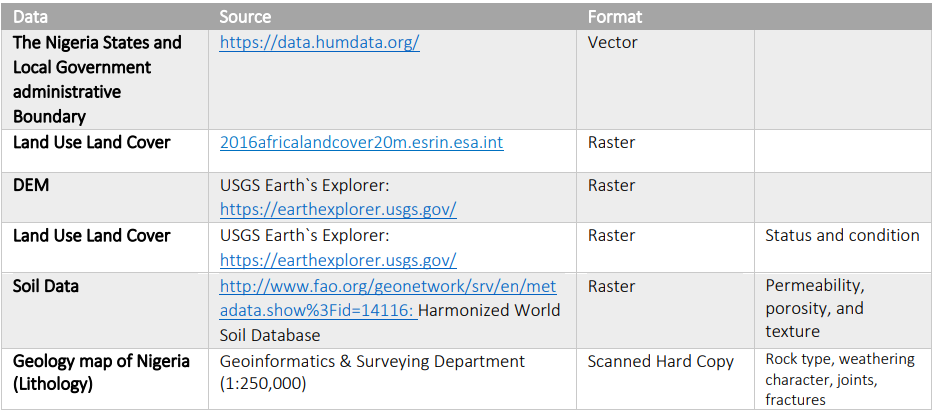 Data Source Format
The Nigeria States and https://data.humdata.org/ Vector
Local Government
administrative
Boundary
Land Use Land Cover 2016africalandcover20m.esrin.esa.int Raster
DEM USGS Earth`s Explorer: Raster
https://earthexplorer.usgs.gov/
Land Use Land Cover USGS Earth`s Explorer: Raster Status and condition
https://earthexplorer.usgs.gov/
Soil Data http://www.fao.org/geonetwork/srv/en/met Raster Permeability,
adata.show%3Fid=14116: Harmonized World porosity, and
Soil Database texture
Geology map of Nigeria Geoinformatics & Surveying Department Scanned Hard Copy Rock type, weathering
(Lithology) (1:250,000) character, joints,
fractures